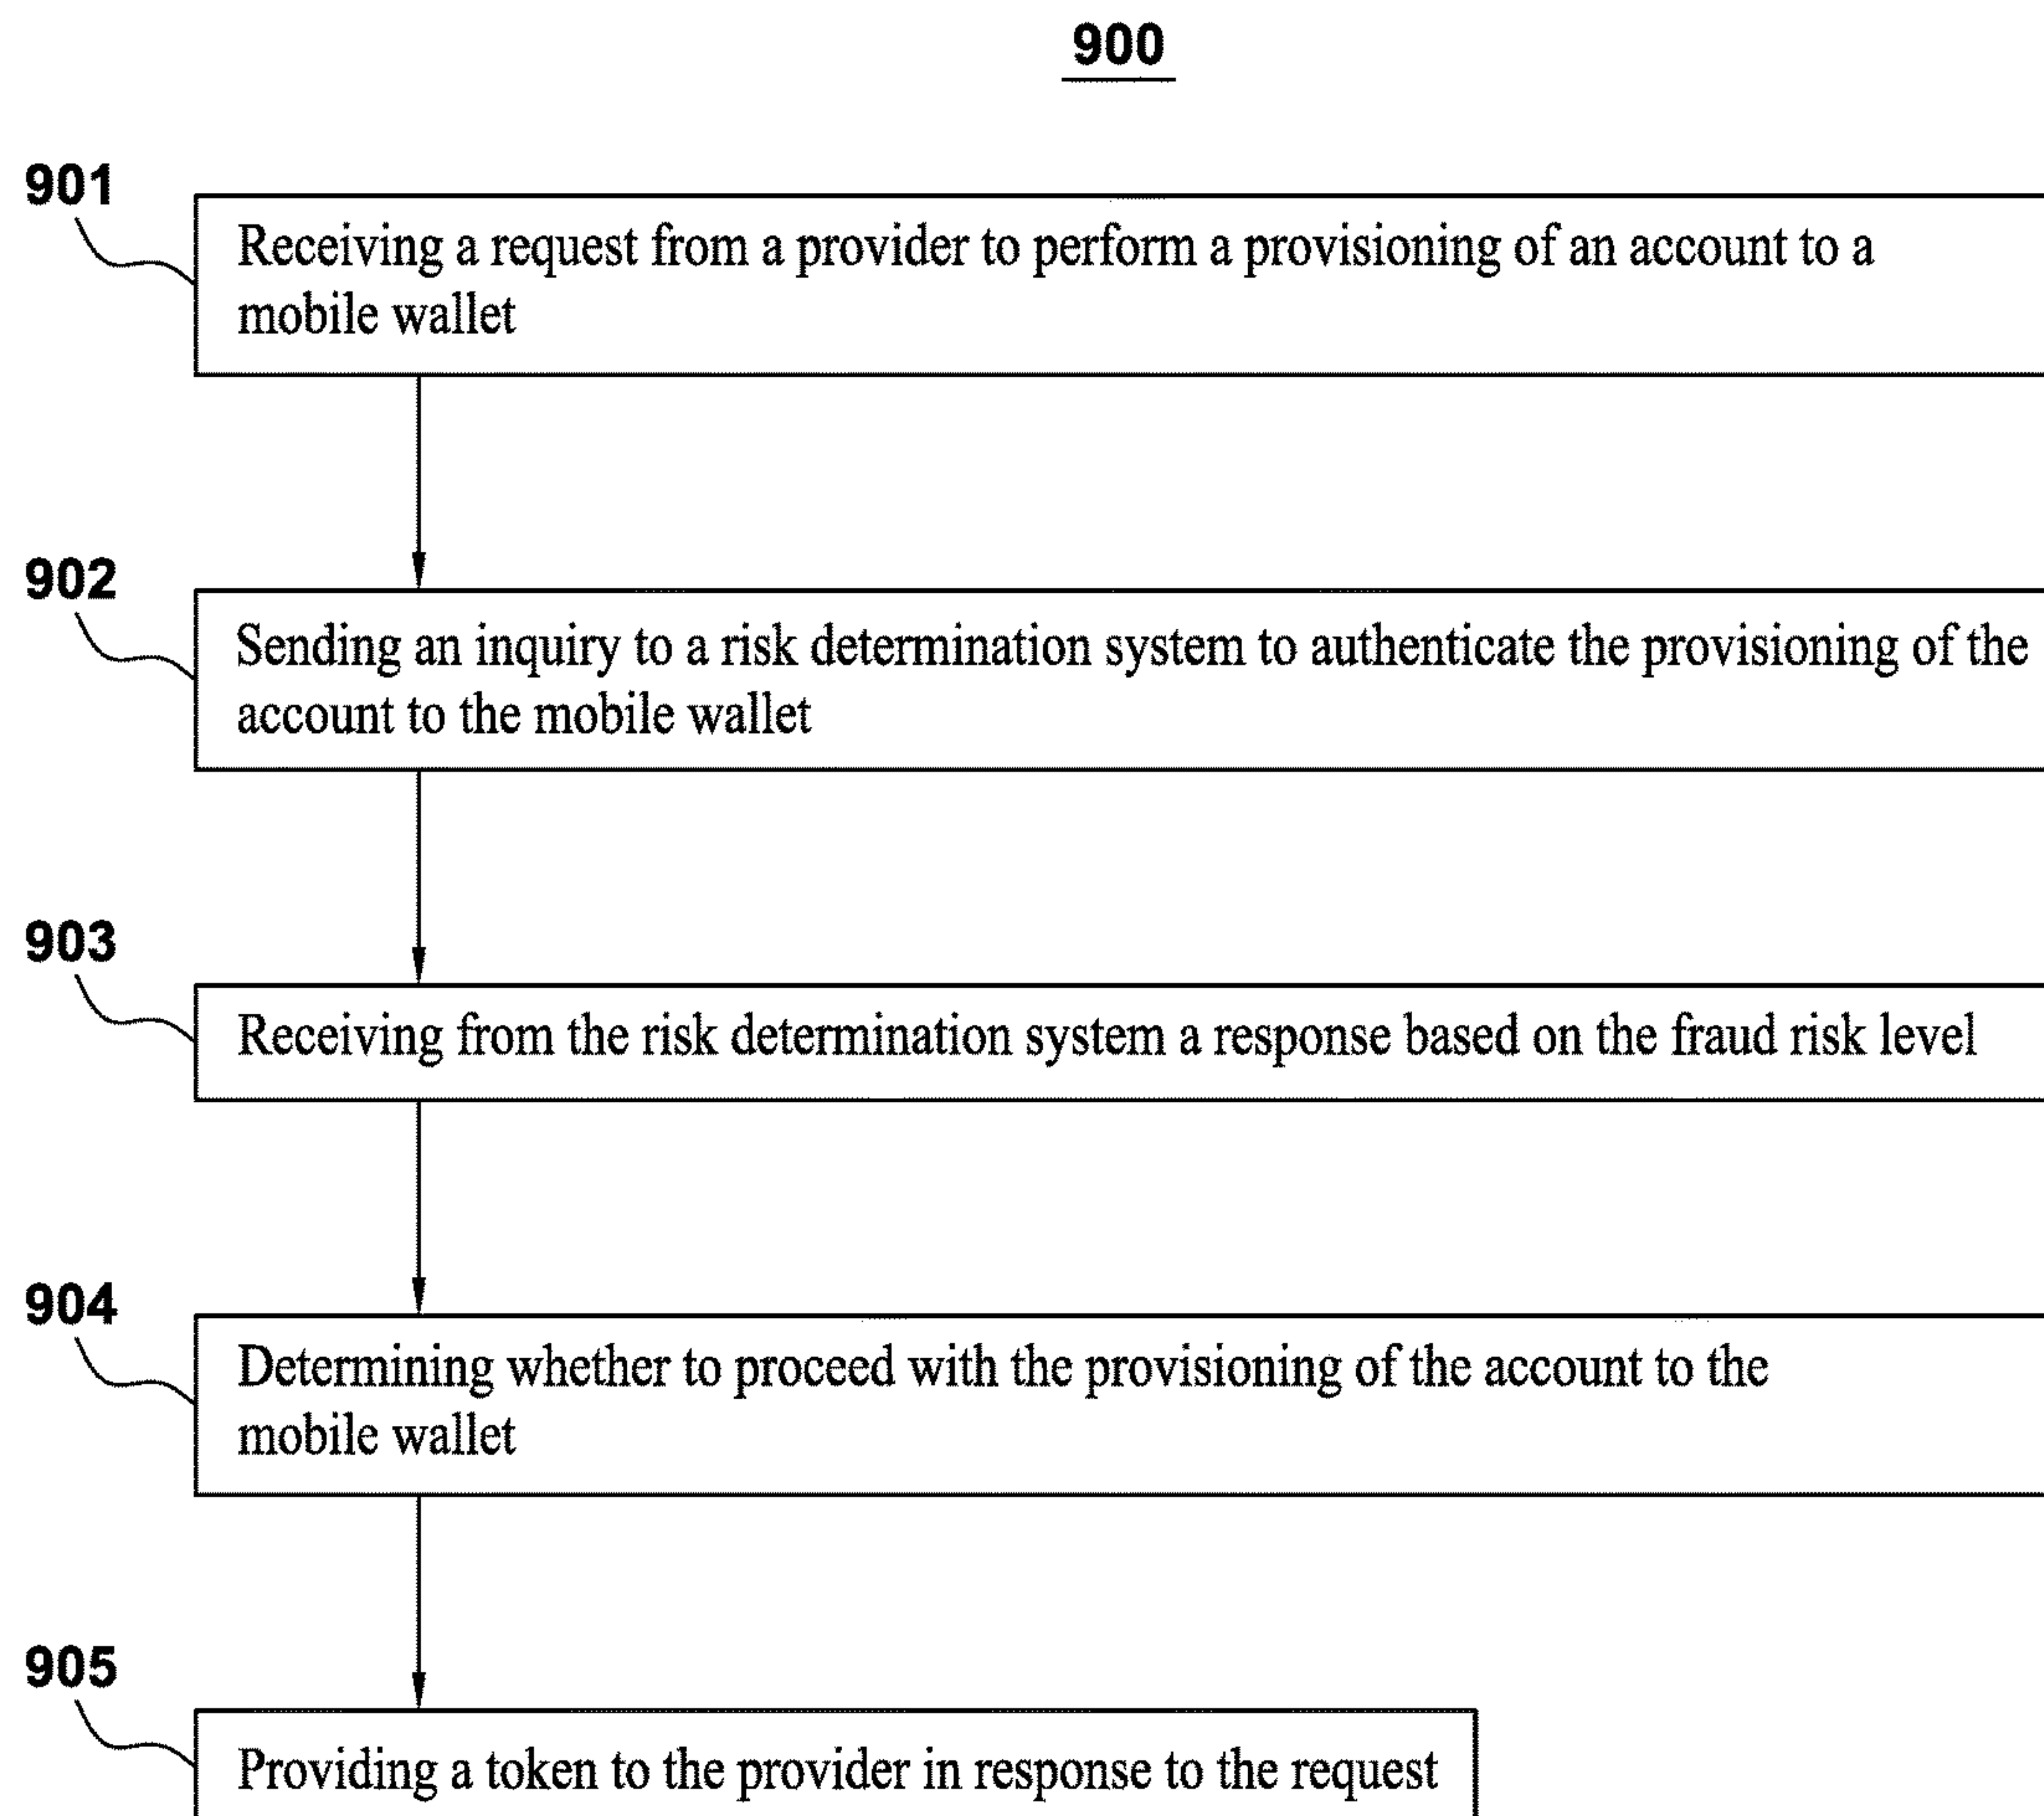 900
901
Receiving a request from a provider to perform a provisioning of an account to a
mobile wallet
902
Sending an inquiry to a risk determination system to authenticate the provisioning of the
account to the mobile wallet
903
Receiving from the risk determination system a response based on the fraud risk level
904
Determining whether to proceed with the provisioning of the account to the
mobile wallet
905
Providing a token to the provider in response to the request